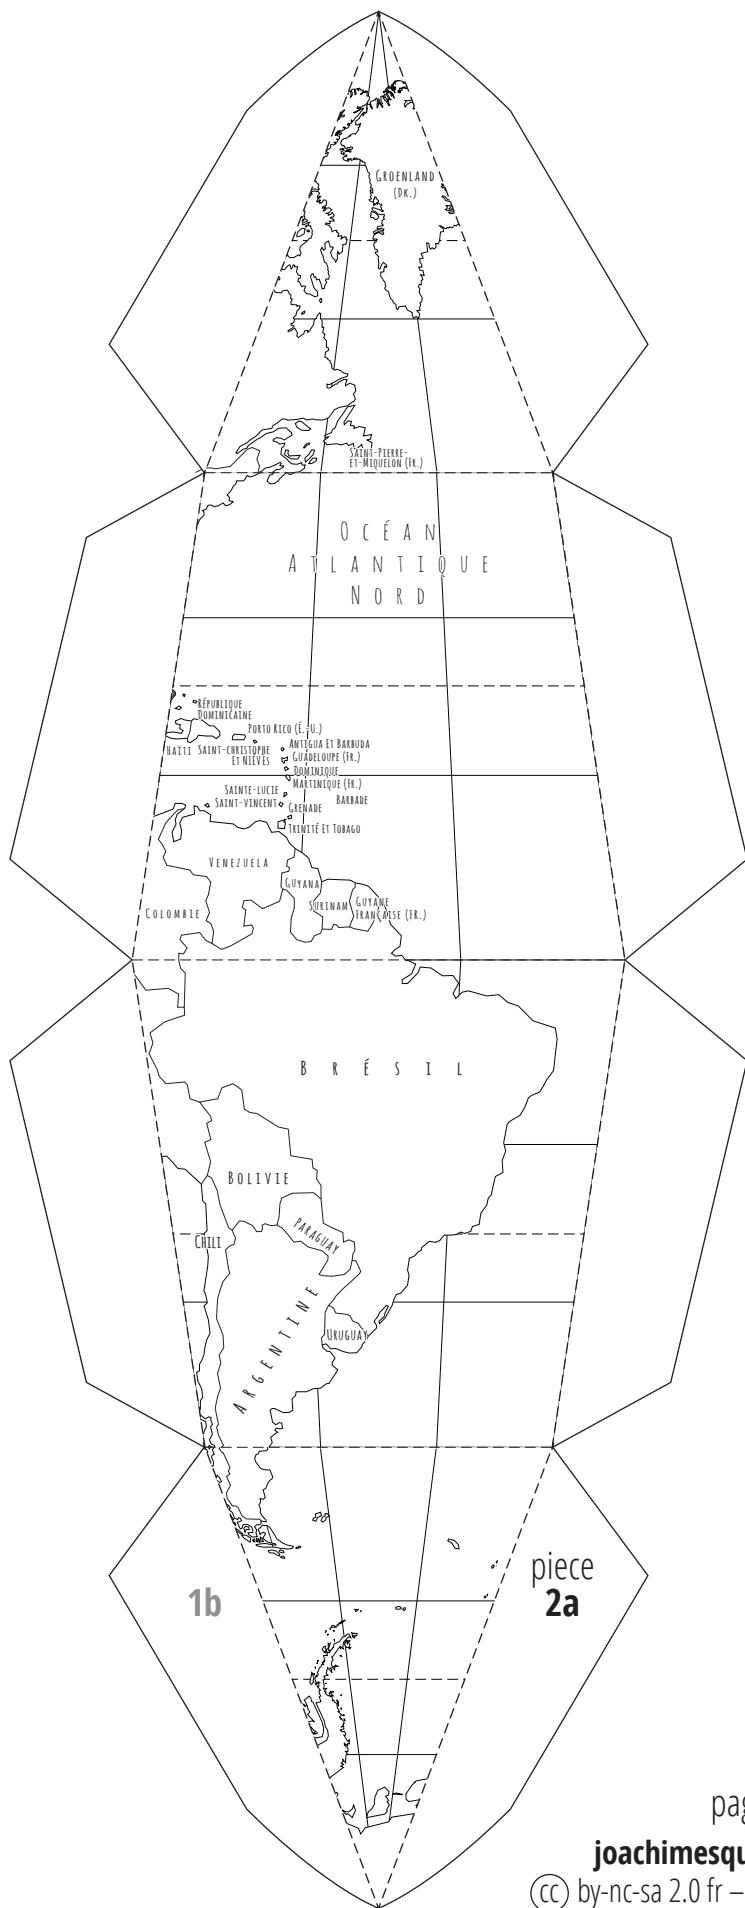 Groenland
(Dk.)
Saint-Pierre-
et-Miquelon (Fr.)
Océan
Atlantique
Nord
République
Dominicaine
Porto Rico (É.-U.)
Haïti
Saint-Christophe
et Niévès
Antigua Et Barbuda
Guadeloupe (Fr.)
Dominique
Martinique (Fr.)
Sainte-Lucie
Barbade
Saint-Vincent
Grenade
Trinité Et Tobago
Venezuela
Guyana
Surinam
Guyane
Française (Fr.)
Colombie
Brésil
Bolivie
Paraguay
Chili
Argentine
Uruguay
1b
piece
2a
pag
joachimesqu
(cc) by-nc-sa 2.0 fr –